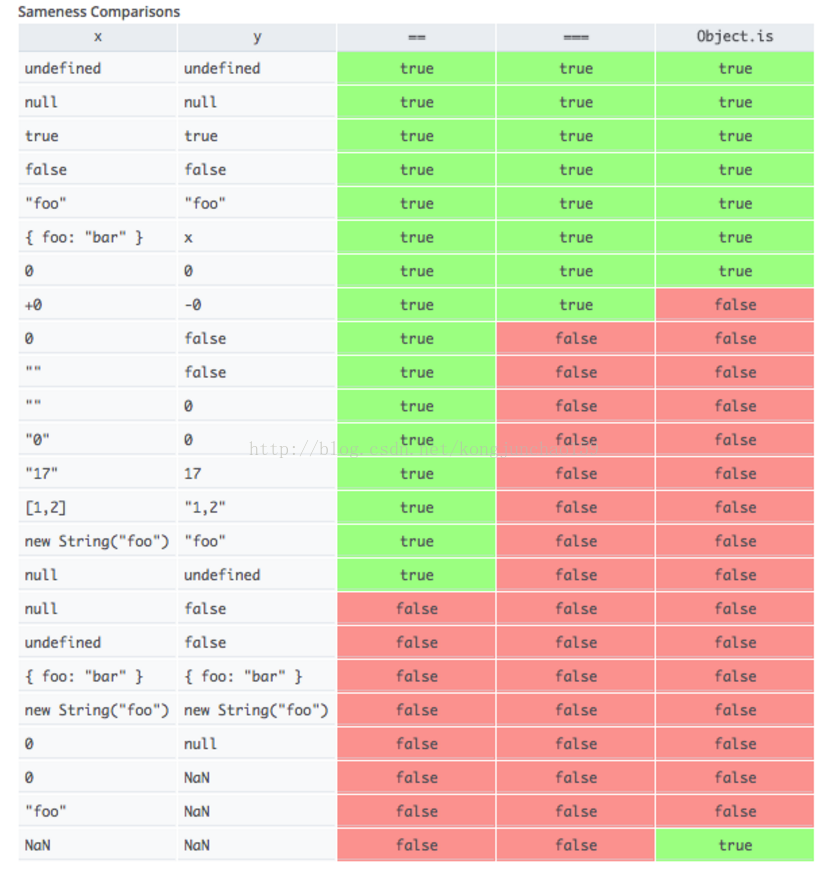 Sameness Comparisons
x y == === Object.is
undefined undefined true true true
null null true true true
true true true true true
false false true true true
"foo" "foo" true true true
{ foo: "bar" } x true true true
0 0 true true true
+0 -0 true true false
0 false true false false
"" false true false false
"" 0 true false false
"0" 0 true false false
"17" 17 true false false
[1,2] "1,2" true false false
new String("foo") "foo" true false false
null undefined true false false
null false false false false
undefined false false false false
{ foo: "bar" } { foo: "bar" } false false false
new String("foo") new String("foo") false false false
0 null false false false
0 NaN false false false
"foo" NaN false false false
NaN NaN false false true